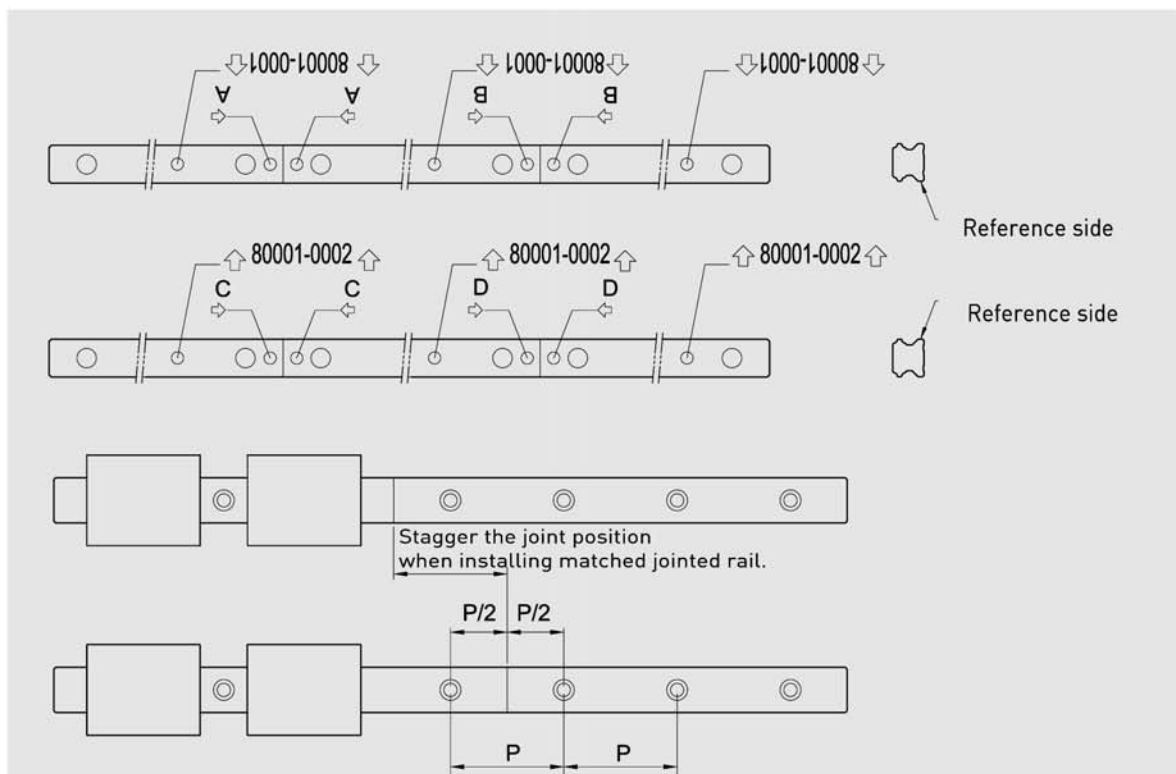 80001-0001 80001-0001 80001-0001
A A B B
Reference side
80001-0002 80001-0002 80001-0002
C C D D
Reference side
Stagger the joint position
when installing matched jointed rail.
P/2 P/2
P P